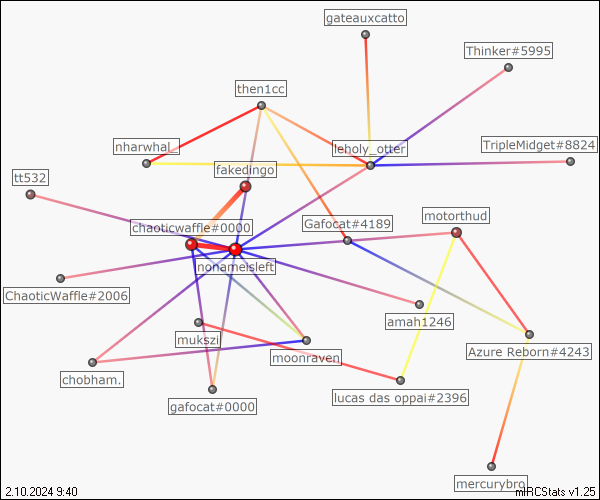 gateauxcatto
Thinker#5995
then1cc
nharwhal_
leholy_otter
TripleMidget#8824
fakedingo
tt532
chaoticwaffle#0000
Gafocat#4189
motorthud
nonameisleft
ChaoticWaffle#2006
amah1246
mukszi
moonraven
Azure Reborn#4243
chobham.
gafocat#0000
lucas das oppai#2396
mercurybro
2.10.2024 9:40
mIRCStats v1.25